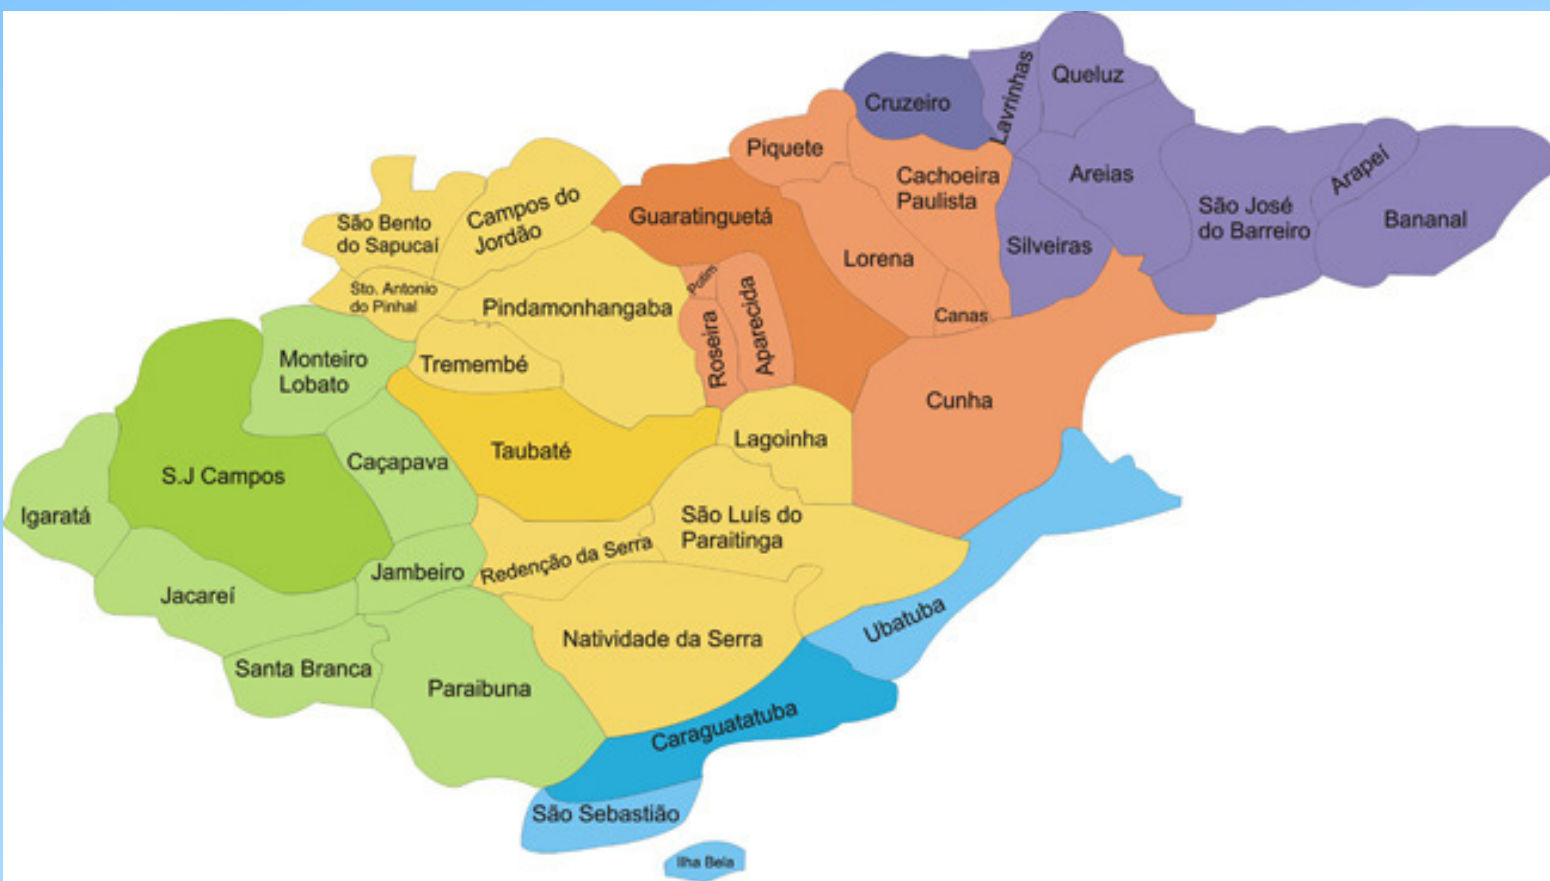 Queluz
Lavrinhas
Cruzeiro
Piquete
Cachoeira
Paulista
Areias
Arapeí
São José
do Barreiro
Bananal
Guaratinguetá
Campos do
Jordão
São Bento
do Sapucaí
Lorena
Silveiras
Sto. Antonio
do Pinhal
Pindamonhangaba
Potim
Aparecida
Roseira
Canas
Monteiro
Lobato
Tremembé
Cunha
Taubaté
Lagoinha
Caçapava
S.J Campos
Igaratá
São Luís do
Paraitinga
Redenção da Serra
Jambeiro
Jacareí
Ubatuba
Natividade da Serra
Santa Branca
Paraibuna
Caraguatatuba
São Sebastião
Ilha Bela